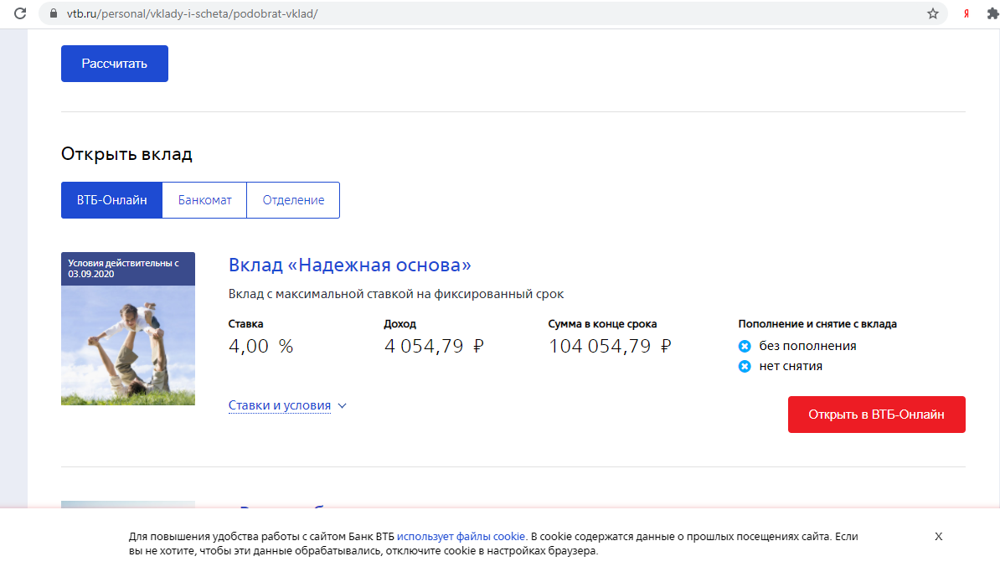 vtb.ru/personal/vklady-i-scheta/podobrat-vklad/
Я
Рассчитать
Открыть вклад
ВТБ-Онлайн Банкомат Отделение
Условия действительны с
03.09.2020
Вклад «Надежная основа»
Вклад с максимальной ставкой на фиксированный срок
Ставка Доход Сумма в конце срока Пополнение и снятие с вклада
4,00 % 4 054,79 ₽ 104 054,79 ₽ без пополнения
нет снятия
Ставки и условия
Открыть в ВТБ-Онлайн
Для повышения удобства работы с сайтом Банк ВТБ использует файлы cookie. В cookie содержатся данные о прошлых посещениях сайта. Если X
вы не хотите, чтобы эти данные обрабатывались, отключите cookie в настройках браузера.